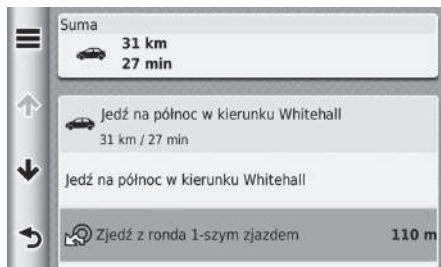 Suma
31 km
27 min
Jedź na północ w kierunku Whitehall
31 km / 27 min
Jedź na północ w kierunku Whitehall
Zjedź z ronda 1-szym zjazdem 110 m